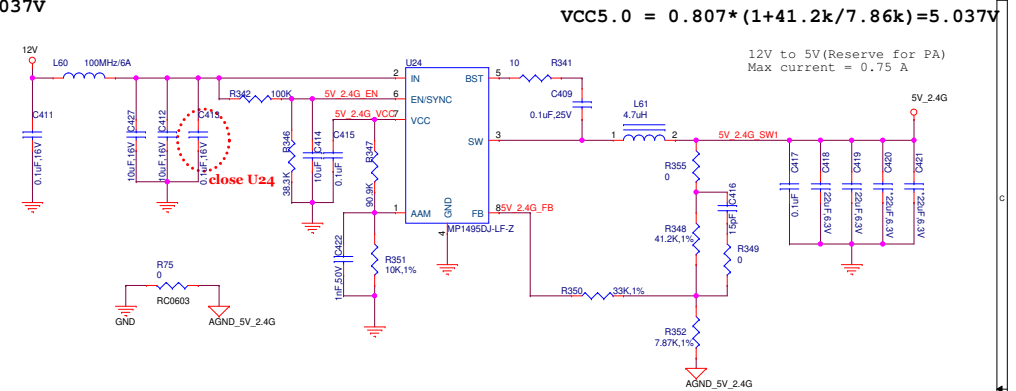 037V
VCC5.0 = 0.807*(1+41.2k/7.86k)=5.037V
12V to 5V(Reserve for PA)
Max current = 0.75 A
12V
L60 100MHz/6A
C411
0.1uF,16V
C427
10uF,16V
C412
10uF,16V
C413
0.1uF,16V
close U24
R342 100K
5V_2.4G_EN
5V_2.4G_VCC
R346
38.3K
C414
10uF
C415
0.1uF
R347
90.9K
C422
1nF,50V
R351
10K,1%
U24
2 IN
6 EN/SYNC
7 VCC
1 AAM
GND
4
BST 5
SW 3
FB 8
MP1495DJ-LF-Z
5V_2.4G_FB
10 R341
C409
0.1uF,25V
L61
4.7uH
1 2
5V_2.4G_SW1
5V_2.4G
R355
0
C416
15pF
R348
41.2K,1%
R349
0
R350 33K,1%
R352
7.87K,1%
AGND_5V_2.4G
C417
0.1uF
C418
22uF,6.3V
C419
22uF,6.3V
C420
*22uF,6.3V
C421
*22uF,6.3V
R75
0
RC0603
GND
AGND_5V_2.4G
C